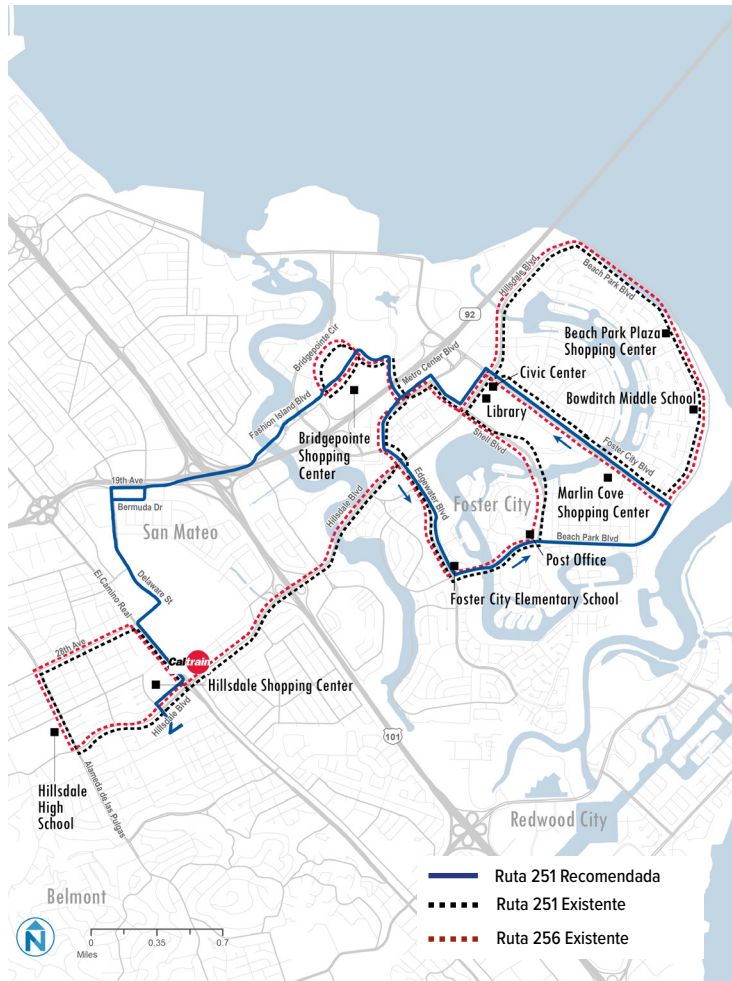 Hillsdale Blvd
Beach Park Blvd
92
Bridgepointe Cir
Metro Center Blvd
Beach Park Plaza
Shopping Center
Civic Center
Bowditch Middle School
Library
Fashion Island Blvd
Bridgepointe
Shopping
Center
Shell Blvd
Foster City Blvd
Marlin Cove
Shopping Center
19th Ave
Bermuda Dr
San Mateo
Hillsdale Blvd
Edgewater Blvd
Foster City
Beach Park Blvd
Post Office
Foster City Elementary School
Delaware St
El Camino Real
28th Ave
Caltrain
Hillsdale Shopping Center
Hillsdale Blvd
101
Hillsdale
High
School
Alameda de las Pulgas
Redwood City
Belmont
Ruta 251 Recomendada
Ruta 251 Existente
Ruta 256 Existente
N
0 0.35 0.7
Miles